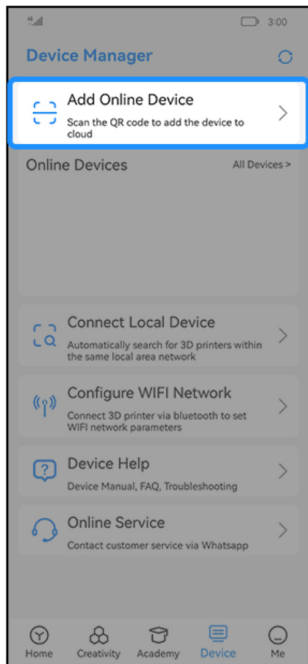 3:00
Device Manager
Add Online Device
Scan the QR code to add the device to
cloud
Online Devices
All Devices >
Connect Local Device
Automatically search for 3D printers within
the same local area network
Configure WIFI Network
Connect 3D printer via bluetooth to set
WIFI network parameters
Device Help
Device Manual, FAQ, Troubleshooting
Online Service
Contact customer service via Whatsapp
Home Creativity Academy Device Me